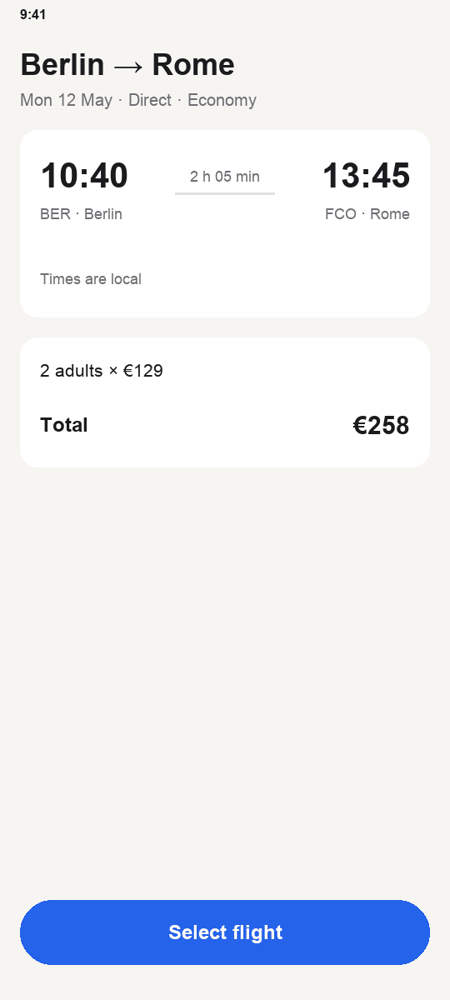 9:41
Berlin → Rome
Mon 12 May · Direct · Economy
10:40 2 h 05 min 13:45
BER · Berlin FCO · Rome
Times are local
2 adults × €129
Total €258
Select flight